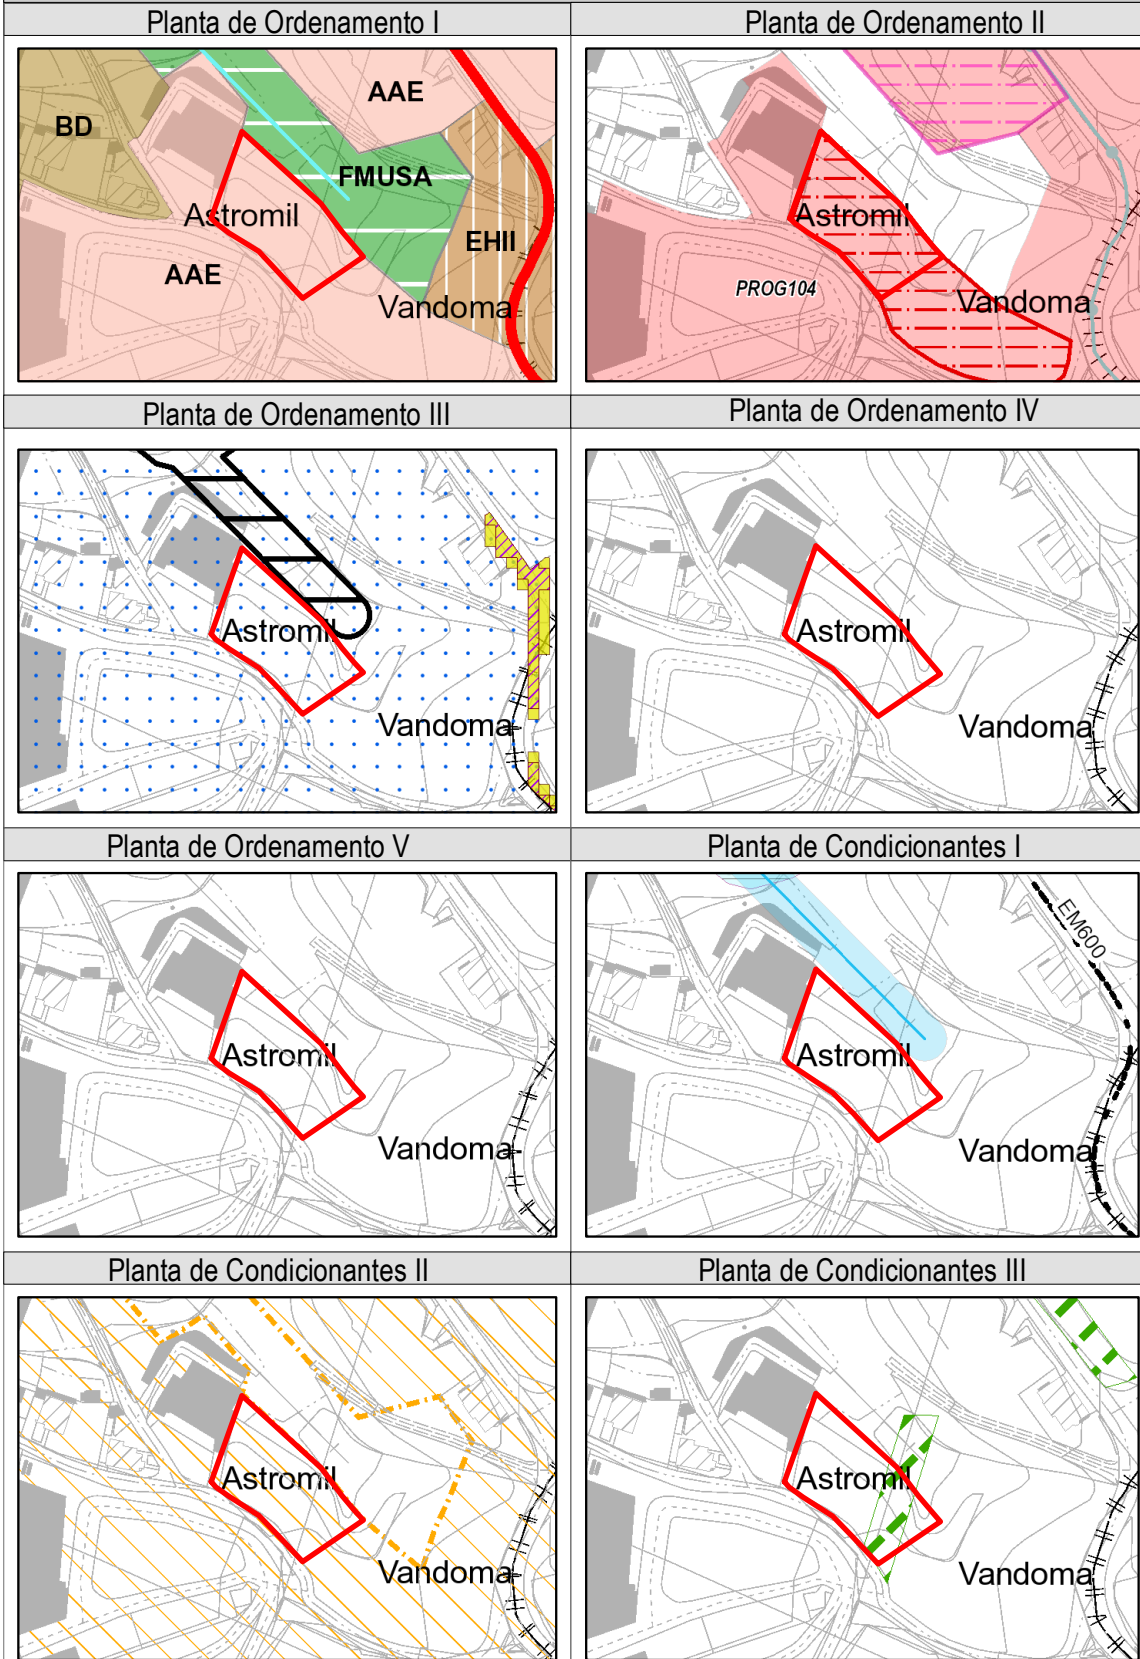 Planta de Ordenamento I
Planta de Ordenamento II
BD
AAE
FMUSA
Astromil
EHII
AAE
Vandoma
Astromil
PROG104
Vandoma
Planta de Ordenamento III
Planta de Ordenamento IV
Astromil
Vandoma
Astromil
Vandoma
Planta de Ordenamento V
Planta de Condicionantes I
Astromil
Vandoma
EM600
Astromil
Vandoma
Planta de Condicionantes II
Planta de Condicionantes III
Astromil
Vandoma
Astromil
Vandoma